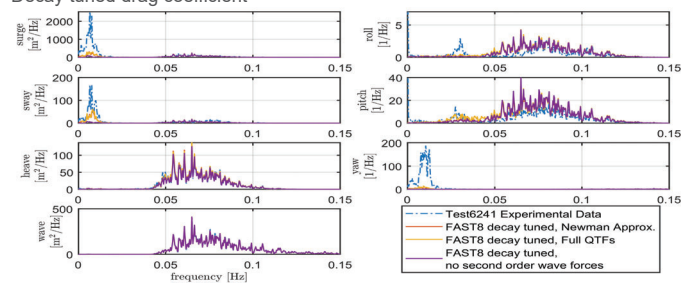 Decay tuned drag coefficient
surge
[m²/Hz]
2000
1000
0
0 0.05 0.1 0.15
sway
[m²/Hz]
200
100
0
0 0.05 0.1 0.15
heave
[m²/Hz]
100
50
0
0 0.05 0.1 0.15
wave
[m²/Hz]
500
0
0 0.05 0.1 0.15
frequency [Hz]
roll
[1/Hz]
5
0
0 0.05 0.1 0.15
pitch
[1/Hz]
40
20
0
0 0.05 0.1 0.15
yaw
[1/Hz]
200
100
0
0 0.05 0.1 0.15
Test6241 Experimental Data
FAST8 decay tuned, Newman Approx.
FAST8 decay tuned, Full QTFs
FAST8 decay tuned,
no second order wave forces